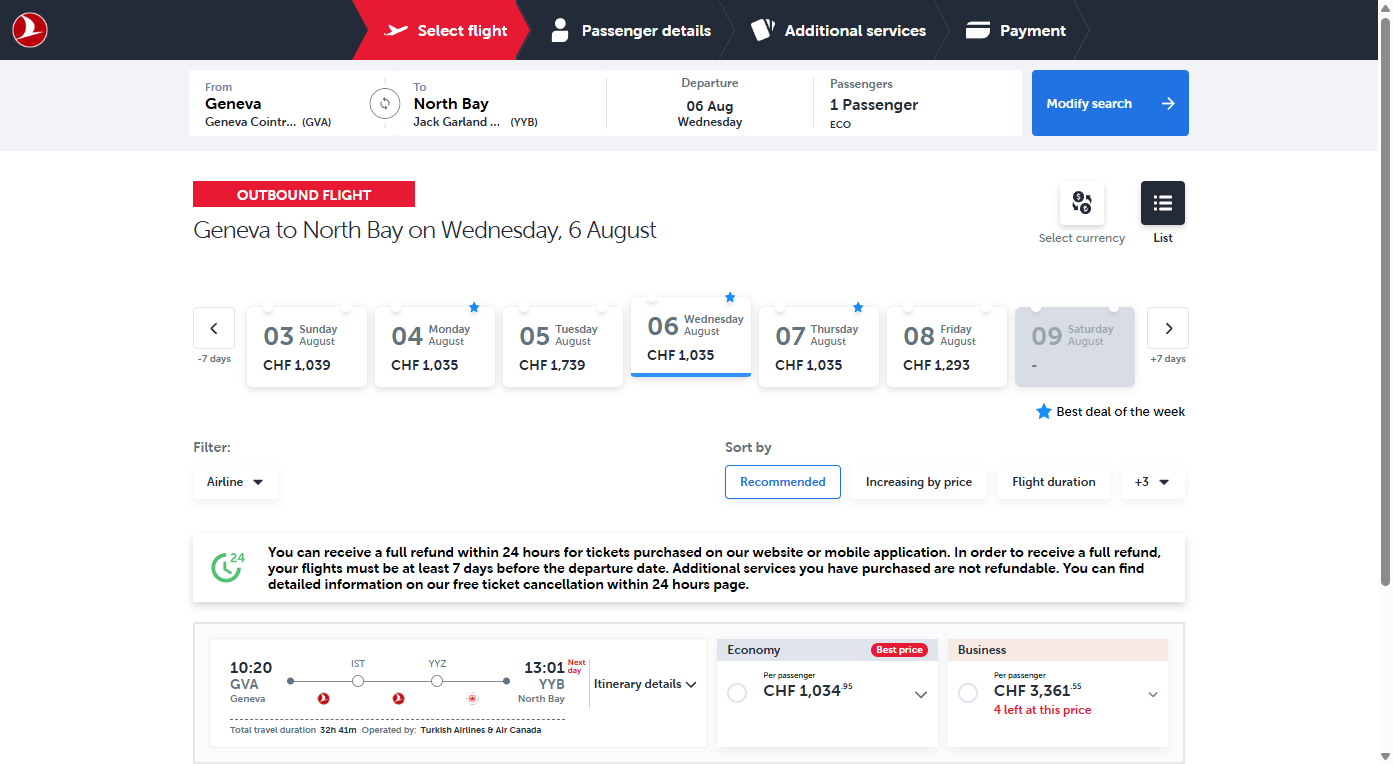 Select flight
Passenger details
Additional services
Payment
From
Geneva
Geneva Cointr... (GVA)
To
North Bay
Jack Garland ... (YYB)
Departure
06 Aug
Wednesday
Passengers
1 Passenger
ECO
Modify search
OUTBOUND FLIGHT
Geneva to North Bay on Wednesday, 6 August
Select currency
List
-7 days
03 Sunday August
CHF 1,039
04 Monday August
CHF 1,035
05 Tuesday August
CHF 1,739
06 Wednesday August
CHF 1,035
07 Thursday August
CHF 1,035
08 Friday August
CHF 1,293
09 Saturday August
-
+7 days
Best deal of the week
Filter:
Airline
Sort by
Recommended
Increasing by price
Flight duration
+3
24
You can receive a full refund within 24 hours for tickets purchased on our website or mobile application. In order to receive a full refund,
your flights must be at least 7 days before the departure date. Additional services you have purchased are not refundable. You can find
detailed information on our free ticket cancellation within 24 hours page.
10:20
GVA
Geneva
IST
YYZ
13:01 Next day
YYB
North Bay
Itinerary details
Total travel duration 32h 41m Operated by: Turkish Airlines & Air Canada
Economy
Best price
Per passenger
CHF 1,034.95
Business
Per passenger
CHF 3,361.55
4 left at this price